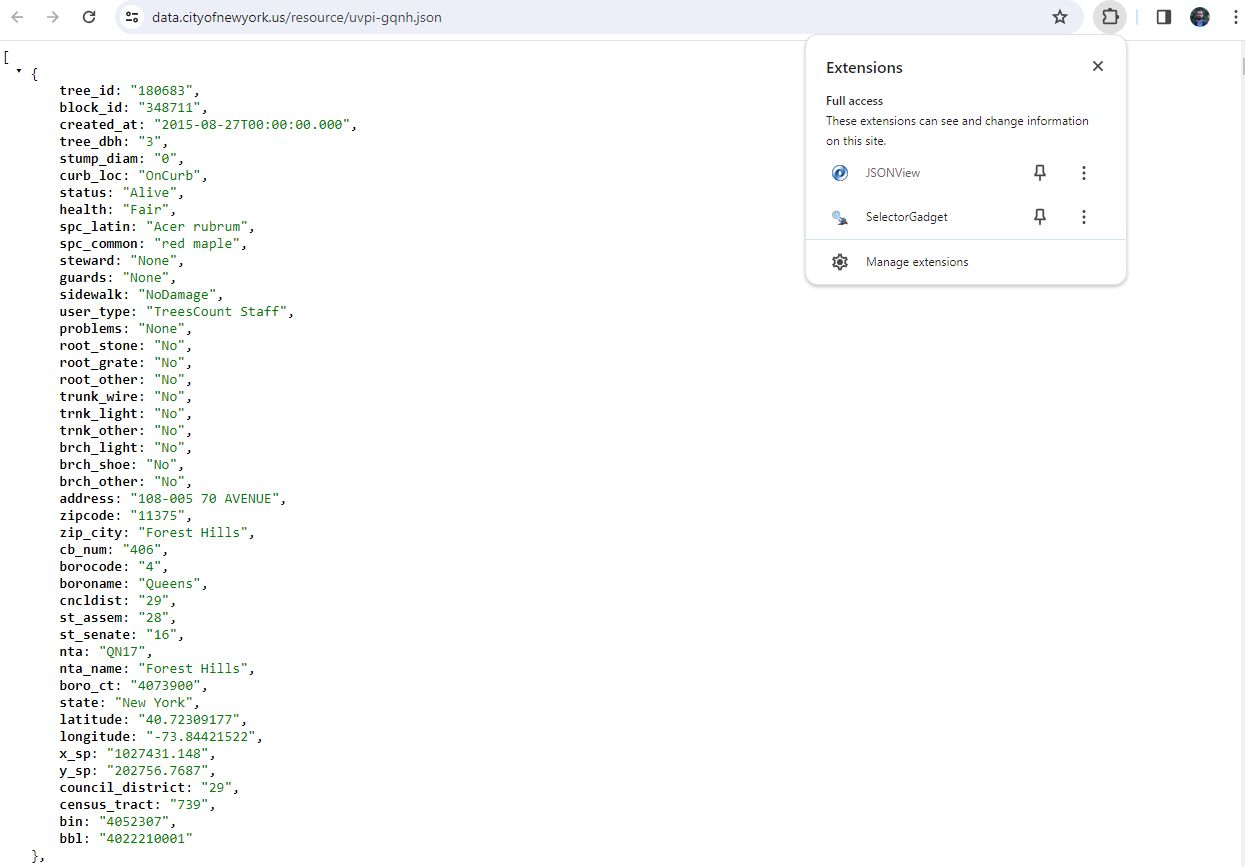 data.cityofnewyork.us/resource/uvpi-gqnh.json
Extensions
Full access
These extensions can see and change information
on this site.
JSONView
SelectorGadget
Manage extensions
[
{
tree_id: "180683",
block_id: "348711",
created_at: "2015-08-27T00:00:00.000",
tree_dbh: "3",
stump_diam: "0",
curb_loc: "OnCurb",
status: "Alive",
health: "Fair",
spc_latin: "Acer rubrum",
spc_common: "red maple",
steward: "None",
guards: "None",
sidewalk: "NoDamage",
user_type: "TreesCount Staff",
problems: "None",
root_stone: "No",
root_grate: "No",
root_other: "No",
trunk_wire: "No",
trnk_light: "No",
trnk_other: "No",
brch_light: "No",
brch_shoe: "No",
brch_other: "No",
address: "108-005 70 AVENUE",
zipcode: "11375",
zip_city: "Forest Hills",
cb_num: "406",
borocode: "4",
boroname: "Queens",
cncldist: "29",
st_assem: "28",
st_senate: "16",
nta: "QN17",
nta_name: "Forest Hills",
boro_ct: "4073900",
state: "New York",
latitude: "40.72309177",
longitude: "-73.84421522",
x_sp: "1027431.148",
y_sp: "202756.7687",
council_district: "29",
census_tract: "739",
bin: "4052307",
bbl: "4022210001"
},